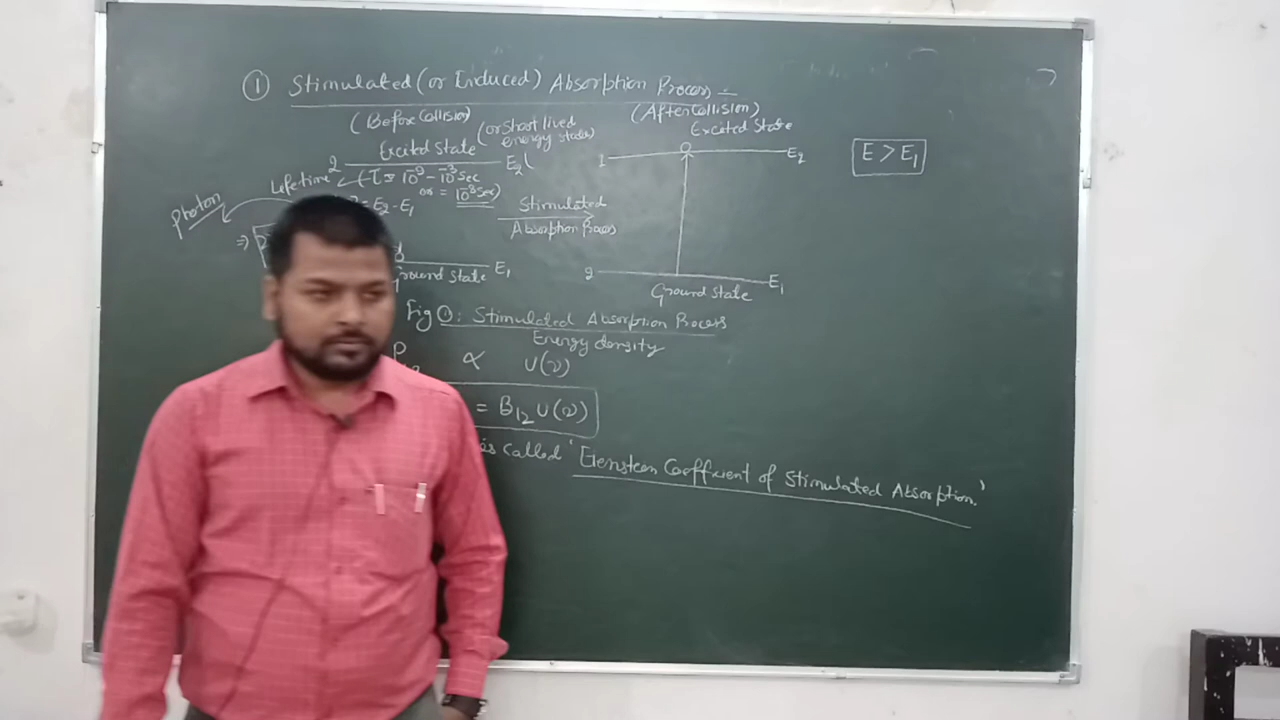 ① Stimulated (or Induced) Absorption Process :-
(Before Collision)
(After Collision)
(or short lived
energy state)
Excited State
2
E₂
Excited State
2
E₂
E > E₁
Lifetime
(τ ≈ 10⁻⁹ - 10⁻³ sec
or = 10⁻⁸ sec)
Photon
= E₂ - E₁
⇒
Stimulated
Absorption Process
Ground State
E₁
E₁
Ground State
Fig ①: Stimulated Absorption Process
Energy density
P ∝ U(ν)
= B₁₂ U(ν)
is called 'Eienstein Coefficient of Stimulated Absorption.'